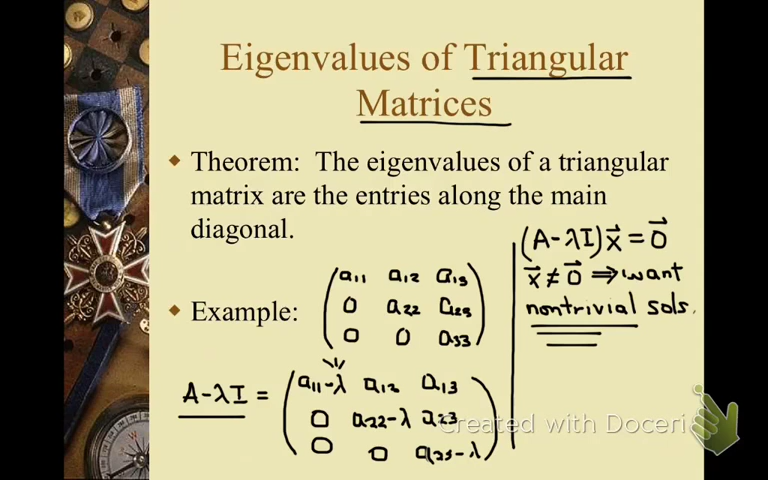 Eigenvalues of Triangular
Matrices
Theorem: The eigenvalues of a triangular
matrix are the entries along the main
diagonal.
Example:
a11 a12 a13
0 a22 a23
0 0 a33
A-λI =
a11-λ a12 a13
0 a22-λ a23
0 0 a33-λ
(A-λI)x⃗ = 0⃗
x⃗ ≠ 0⃗ ⇒ want
nontrivial sols.
Created with Doceri